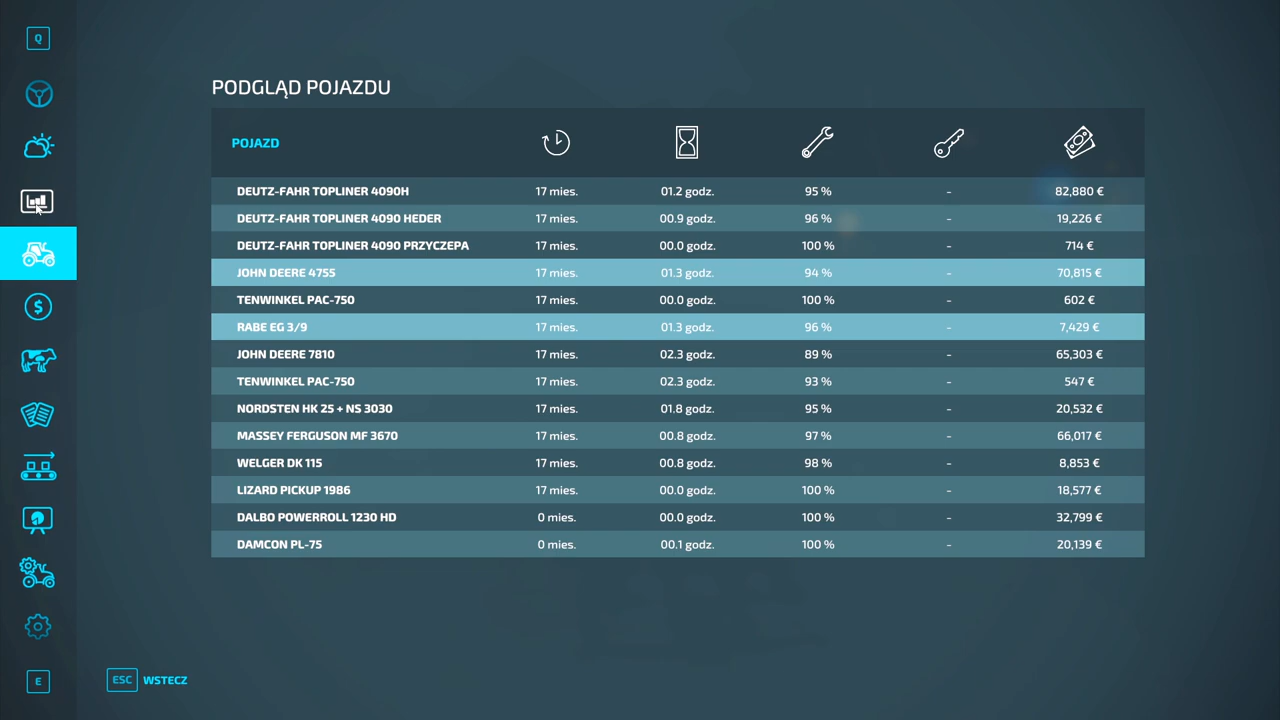 Q
PODGLĄD POJAZDU
POJAZD
DEUTZ-FAHR TOPLINER 4090H 17 mies. 01.2 godz. 95 % - 82,880 €
DEUTZ-FAHR TOPLINER 4090 HEDER 17 mies. 00.9 godz. 96 % - 19,226 €
DEUTZ-FAHR TOPLINER 4090 PRZYCZEPA 17 mies. 00.0 godz. 100 % - 714 €
JOHN DEERE 4755 17 mies. 01.3 godz. 94 % - 70,815 €
TENWINKEL PAC-750 17 mies. 00.0 godz. 100 % - 602 €
RABE EG 3/9 17 mies. 01.3 godz. 96 % - 7,429 €
JOHN DEERE 7810 17 mies. 02.3 godz. 89 % - 65,303 €
TENWINKEL PAC-750 17 mies. 02.3 godz. 93 % - 547 €
NORDSTEN HK 25 + NS 3030 17 mies. 01.8 godz. 95 % - 20,532 €
MASSEY FERGUSON MF 3670 17 mies. 00.8 godz. 97 % - 66,017 €
WELGER DK 115 17 mies. 00.8 godz. 98 % - 8,853 €
LIZARD PICKUP 1986 17 mies. 00.0 godz. 100 % - 18,577 €
DALBO POWERROLL 1230 HD 0 mies. 00.0 godz. 100 % - 32,799 €
DAMCON PL-75 0 mies. 00.1 godz. 100 % - 20,139 €
E
ESC WSTECZ